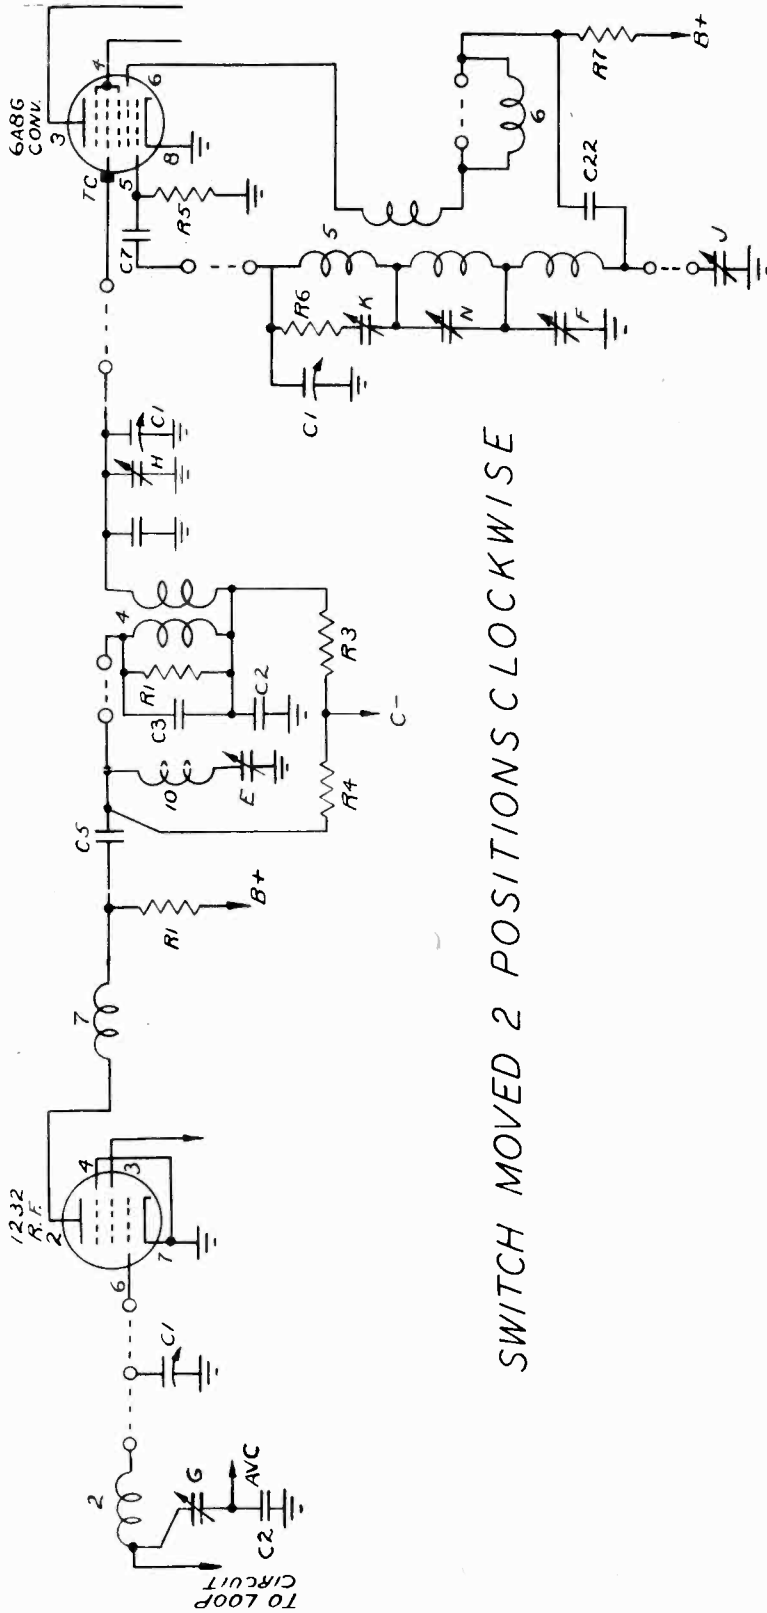 TO LOOP
CIRCUIT
2
G
AVC
C2
C1
1232
R.F.
2
6
4
3
7
7
R1
B+
C5
10
E
R4
C-
R3
C3
R1
C2
4
H
C1
6A8G
CONV.
3
4
6
TC
5
8
C7
R5
C1
R6
K
N
F
5
J
C22
6
R7
B+
SWITCH MOVED 2 POSITIONS CLOCKWISE